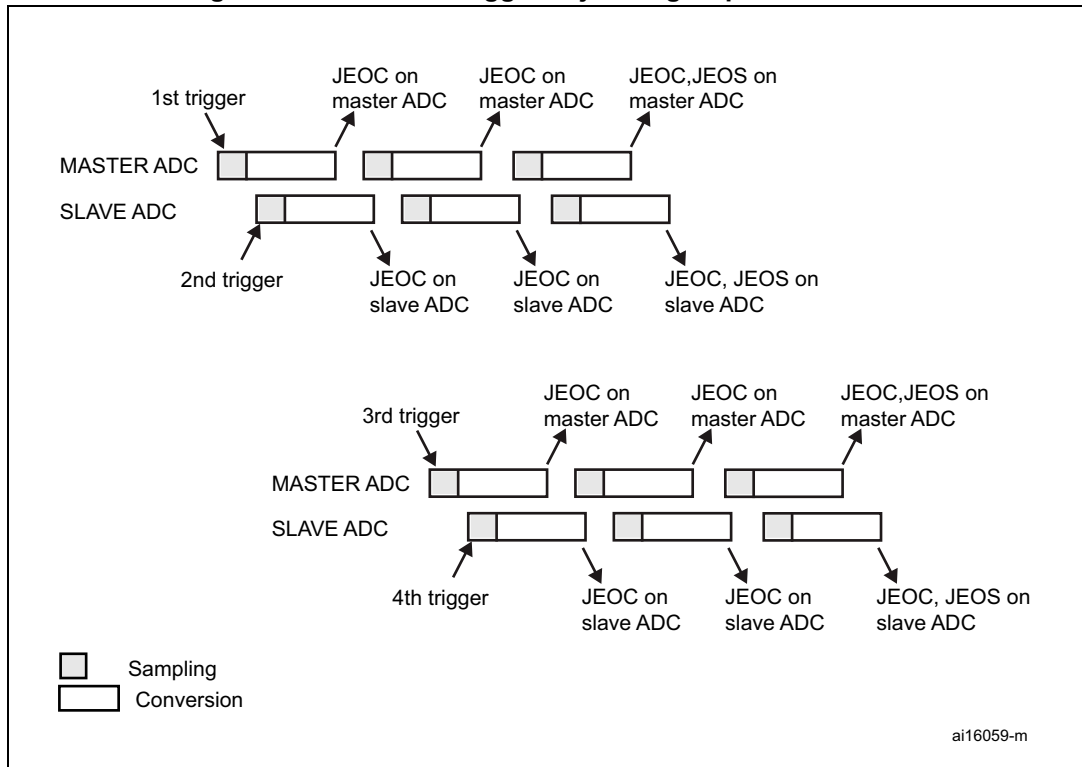 1st trigger
JEOC on
master ADC
JEOC on
master ADC
JEOC,JEOS on
master ADC
MASTER ADC
SLAVE ADC
2nd trigger
JEOC on
slave ADC
JEOC on
slave ADC
JEOC, JEOS on
slave ADC
3rd trigger
JEOC on
master ADC
JEOC on
master ADC
JEOC,JEOS on
master ADC
MASTER ADC
SLAVE ADC
4th trigger
JEOC on
slave ADC
JEOC on
slave ADC
JEOC, JEOS on
slave ADC
Sampling
Conversion
ai16059-m